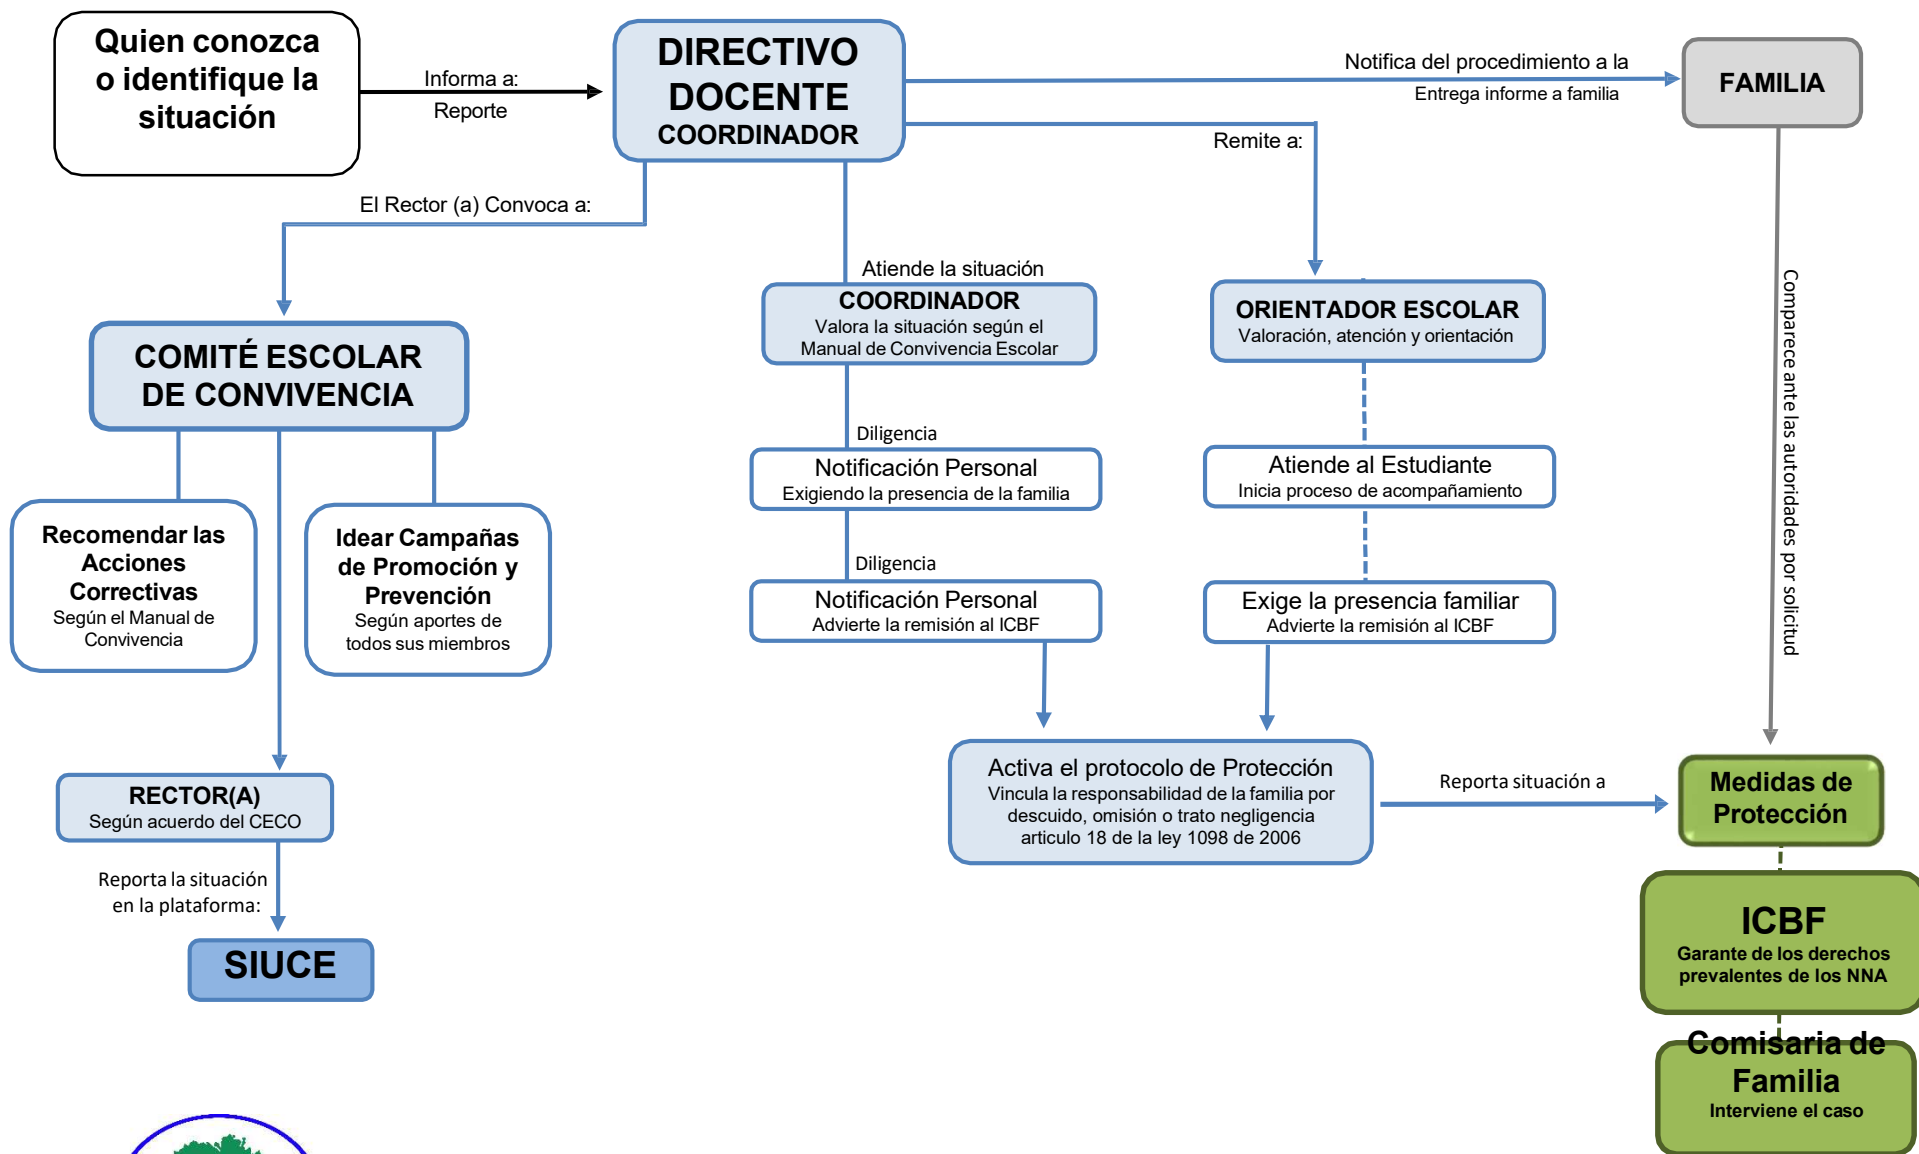 Quien conozca
o identifique la
situación
Informa a:
Reporte
DIRECTIVO
DOCENTE
COORDINADOR
Notifica del procedimiento a la
Entrega informe a familia
FAMILIA
Remite a:
El Rector (a) Convoca a:
Atiende la situación
COORDINADOR
Valora la situación según el
Manual de Convivencia Escolar
ORIENTADOR ESCOLAR
Valoración, atención y orientación
Comparece ante las autoridades por solicitud
COMITÉ ESCOLAR
DE CONVIVENCIA
Diligencia
Notificación Personal
Exigiendo la presencia de la familia
Atiende al Estudiante
Inicia proceso de acompañamiento
Recomendar las
Acciones
Correctivas
Según el Manual de
Convivencia
Idear Campañas
de Promoción y
Prevención
Según aportes de
todos sus miembros
Diligencia
Notificación Personal
Advierte la remisión al ICBF
Exige la presencia familiar
Advierte la remisión al ICBF
RECTOR(A)
Según acuerdo del CECO
Activa el protocolo de Protección
Vincula la responsabilidad de la familia por
descuido, omisión o trato negligencia
articulo 18 de la ley 1098 de 2006
Reporta situación a
Medidas de
Protección
Reporta la situación
en la plataforma:
SIUCE
ICBF
Garante de los derechos
prevalentes de los NNA
Comisaria de
Familia
Interviene el caso